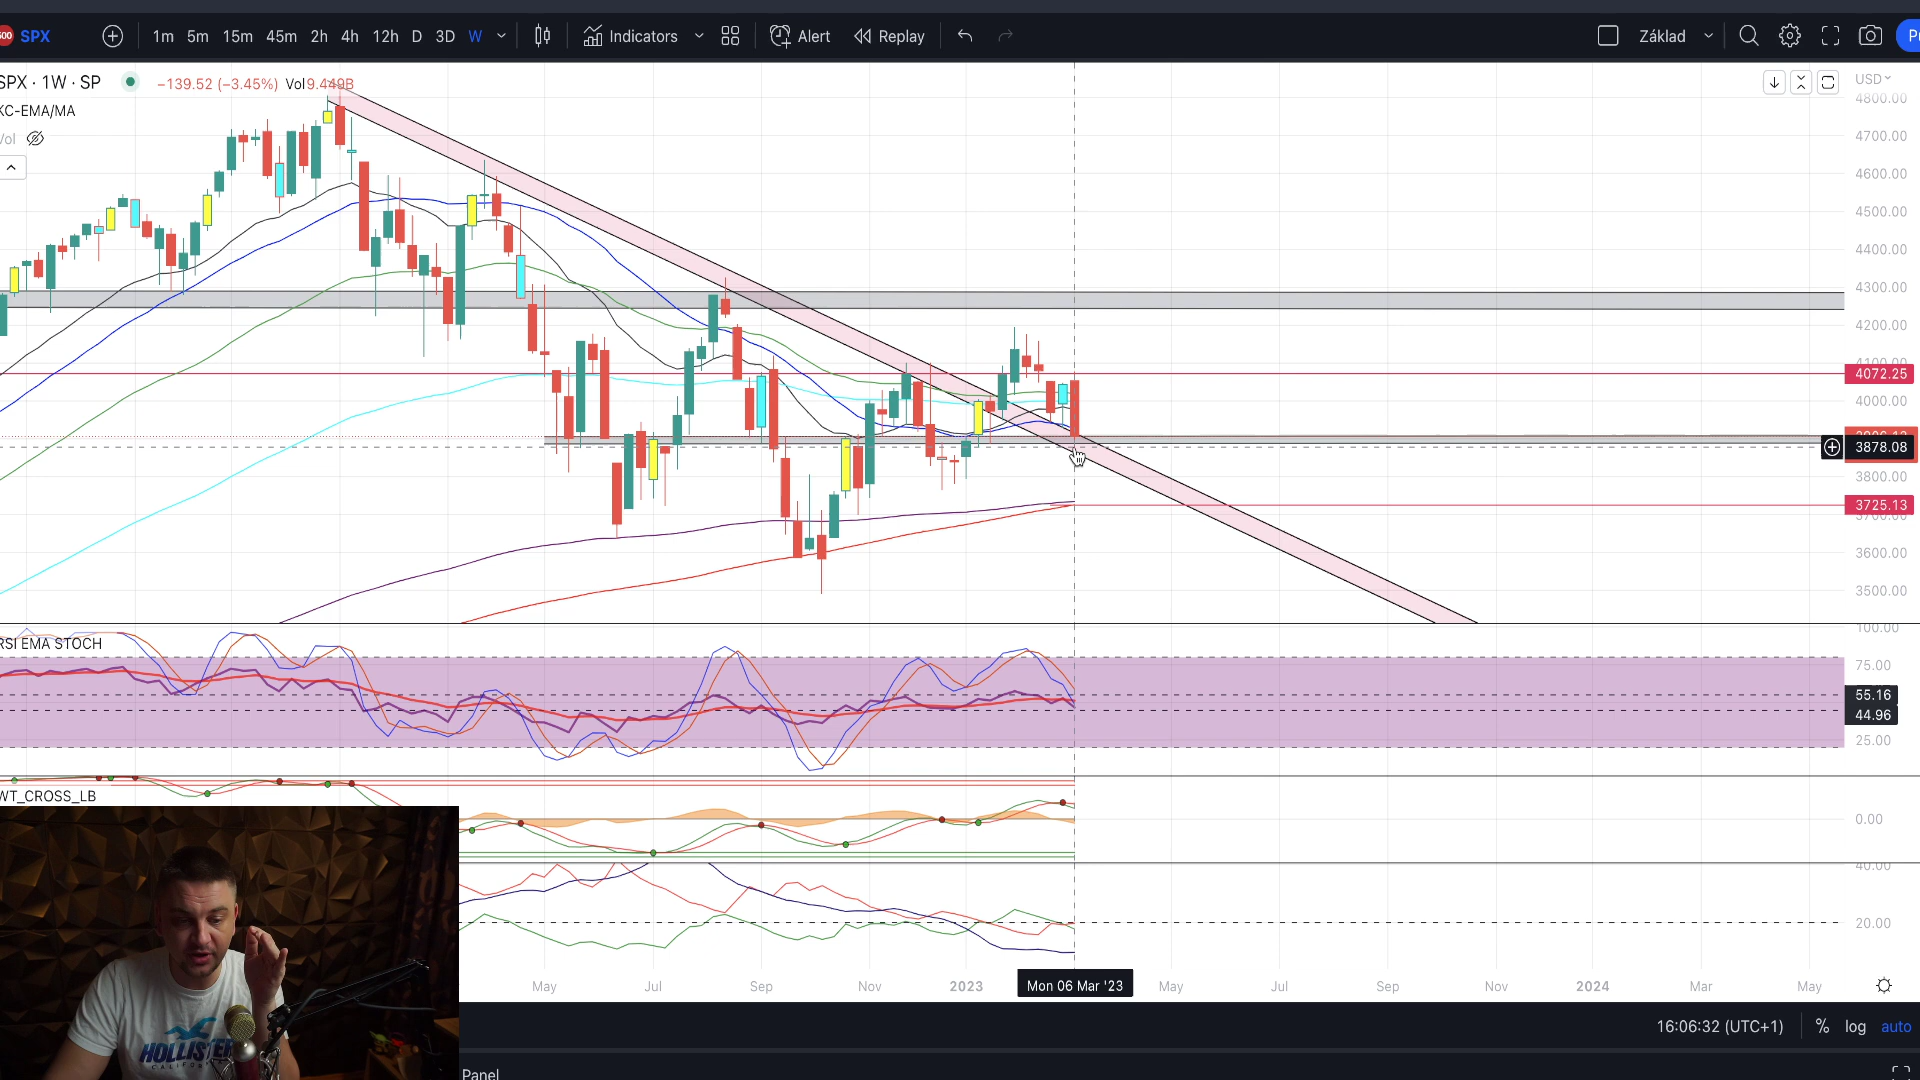 500 SPX 1m 5m 15m 45m 2h 4h 12h D 3D W Indicators Alert Replay Základ
SPX · 1W · SP −139.52 (−3.45%) Vol 9.449B
KC-EMA/MA
Vol
USD
4800.00
4700.00
4600.00
4500.00
4400.00
4300.00
4200.00
4100.00
4072.25
4000.00
3878.08
3800.00
3725.13
3700.00
3600.00
3500.00
RSI EMA STOCH
100.00
75.00
55.16
44.96
25.00
WT_CROSS_LB
0.00
40.00
20.00
May Jul Sep Nov 2023 Mon 06 Mar '23 May Jul Sep Nov 2024 Mar May
16:06:32 (UTC+1) % log auto
HOLLISTER
CALIFOR
Panel